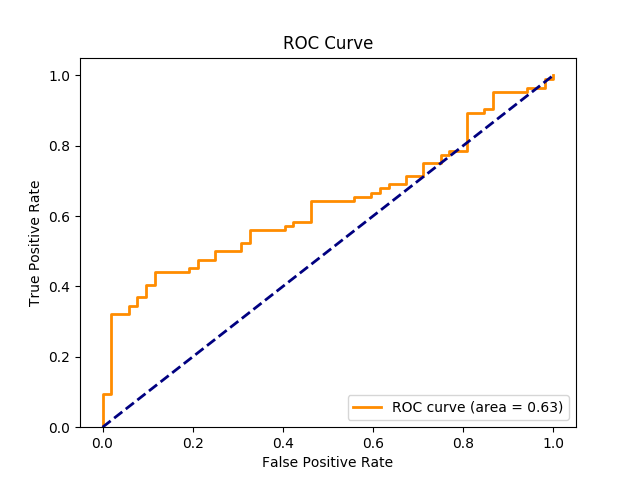 ROC Curve
True Positive Rate
1.0
0.8
0.6
0.4
0.2
0.0
ROC curve (area = 0.63)
0.0 0.2 0.4 0.6 0.8 1.0
False Positive Rate